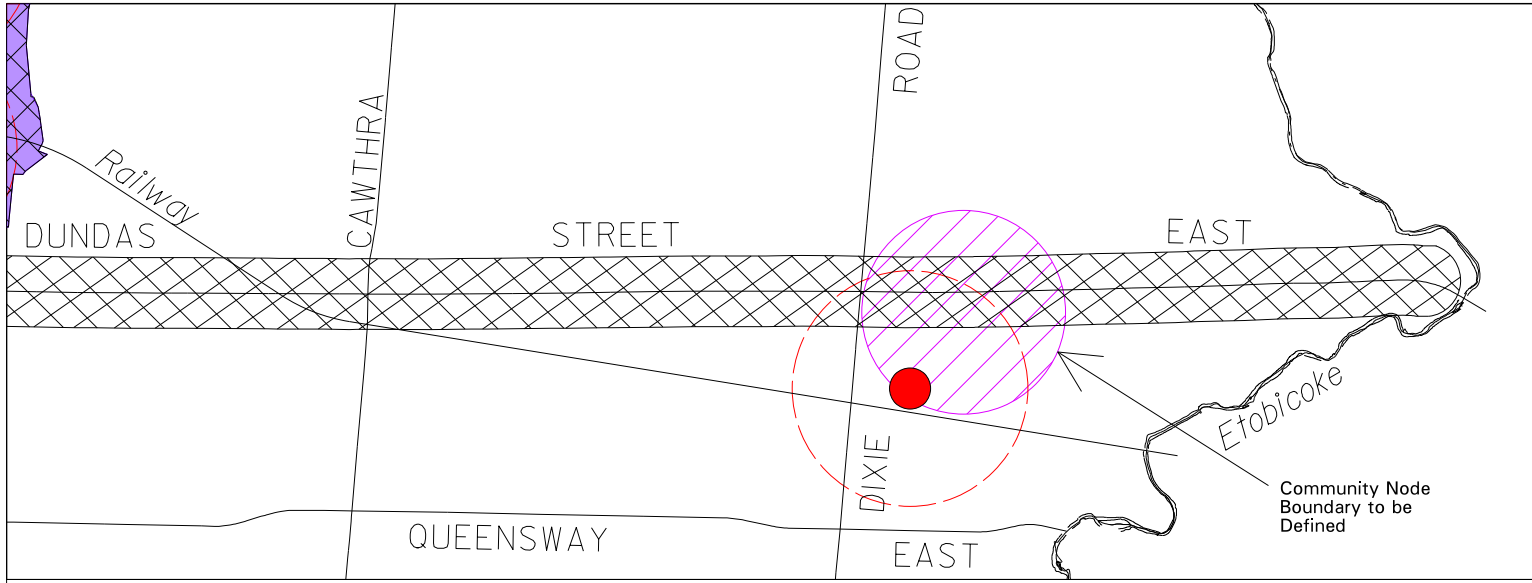 ROAD
CAWTHRA
Railway
DUNDAS STREET EAST
Etobicoke
DIXIE
Community Node
Boundary to be
Defined
QUEENSWAY EAST